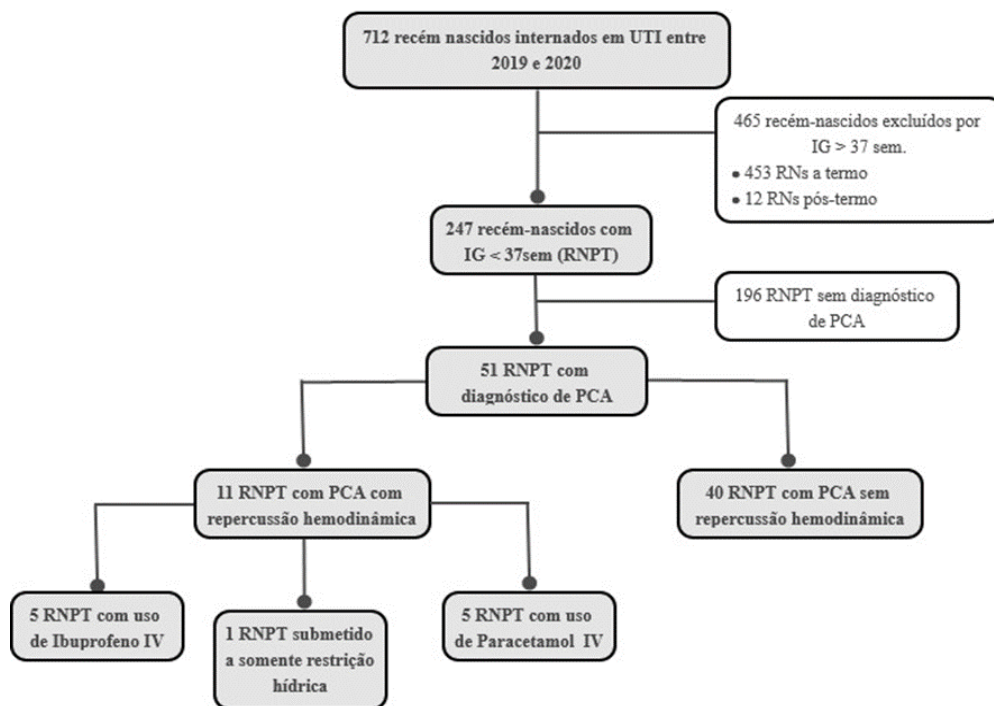 712 recém nascidos internados em UTI entre
2019 e 2020
465 recém-nascidos excluídos por
IG > 37 sem.
• 453 RNs a termo
• 12 RNs pós-termo
247 recém-nascidos com
IG < 37sem (RNPT)
196 RNPT sem diagnóstico
de PCA
51 RNPT com
diagnóstico de PCA
11 RNPT com PCA com
repercussão hemodinâmica
40 RNPT com PCA sem
repercussão hemodinâmica
5 RNPT com uso
de Ibuprofeno IV
1 RNPT submetido
a somente restrição
hídrica
5 RNPT com uso
de Paracetamol IV